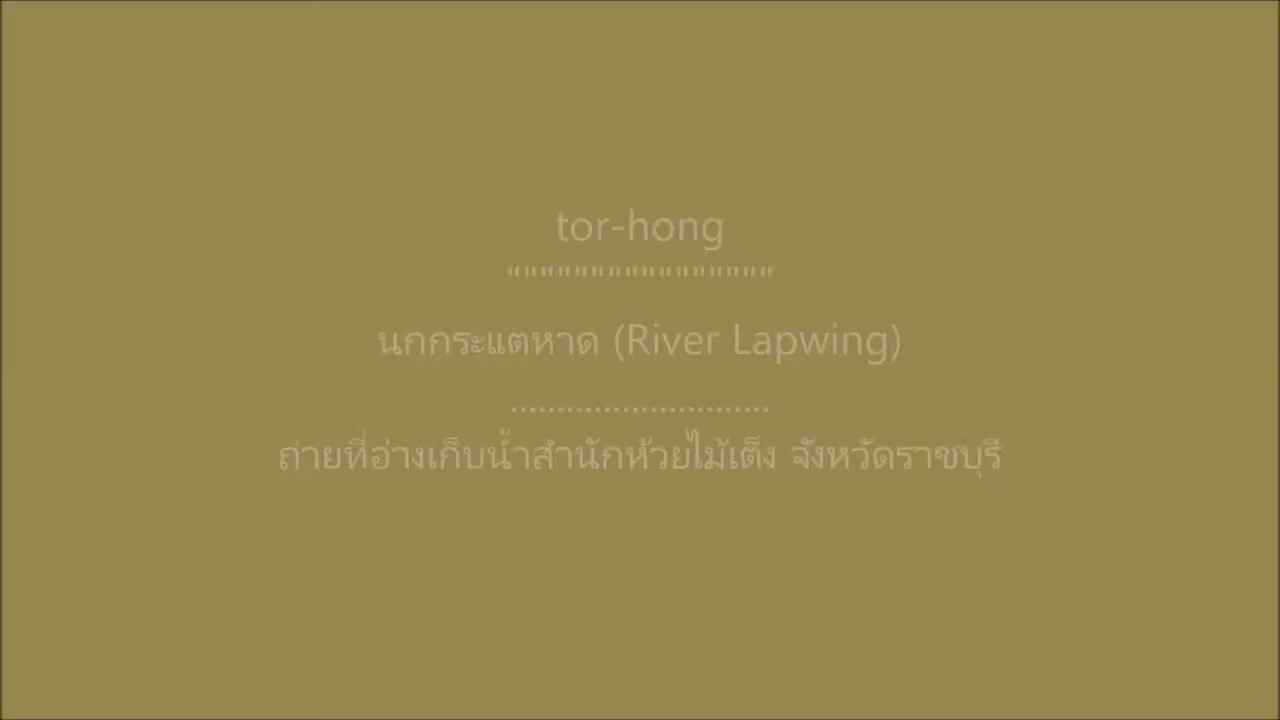 tor-hong
"""""""""""""""""
นกกระแตหาด (River Lapwing)
............................
ถ่ายที่อ่างเก็บน้ำสำนักห้วยไม้เต็ง จังหวัดราชบุรี